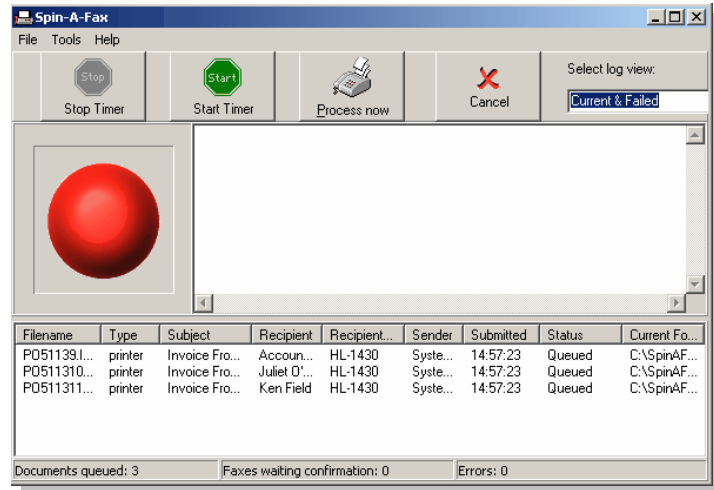 Spin-A-Fax
File Tools Help
Stop
Start
Select log view:
Stop Timer
Start Timer
Process now
Cancel
Current & Failed
Filename Type Subject Recipient Recipient... Sender Submitted Status Current Fo...
PO51139.I... printer Invoice Fro... Accoun... HL-1430 Syste... 14:57:23 Queued C:\SpinAF...
PO511310... printer Invoice Fro... Juliet O'... HL-1430 Syste... 14:57:23 Queued C:\SpinAF...
PO511311... printer Invoice Fro... Ken Field HL-1430 Syste... 14:57:23 Queued C:\SpinAF...
Documents queued: 3 Faxes waiting confirmation: 0 Errors: 0